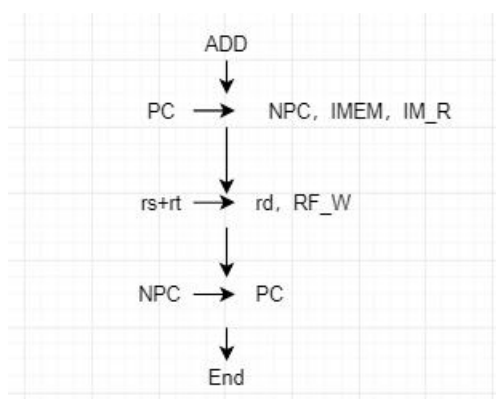 ADD
PC → NPC, IMEM, IM_R
rs+rt → rd, RF_W
NPC → PC
End